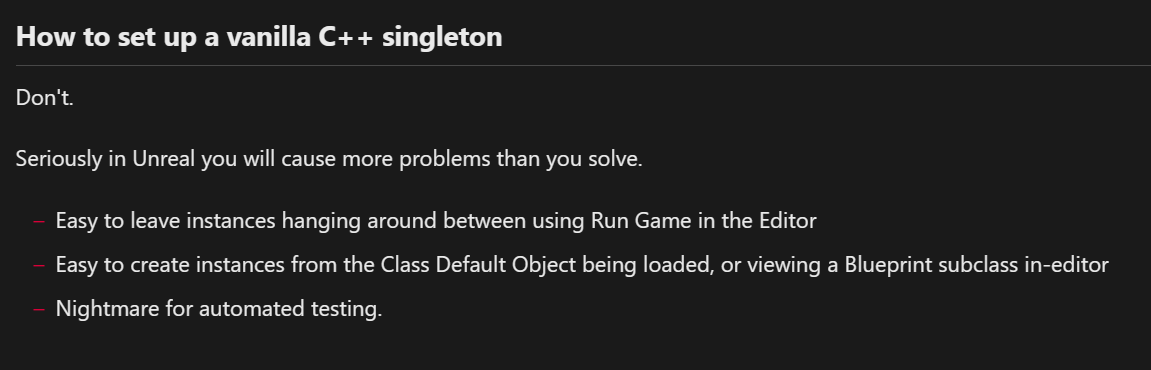 How to set up a vanilla C++ singleton
Don't.
Seriously in Unreal you will cause more problems than you solve.
– Easy to leave instances hanging around between using Run Game in the Editor
– Easy to create instances from the Class Default Object being loaded, or viewing a Blueprint subclass in-editor
– Nightmare for automated testing.